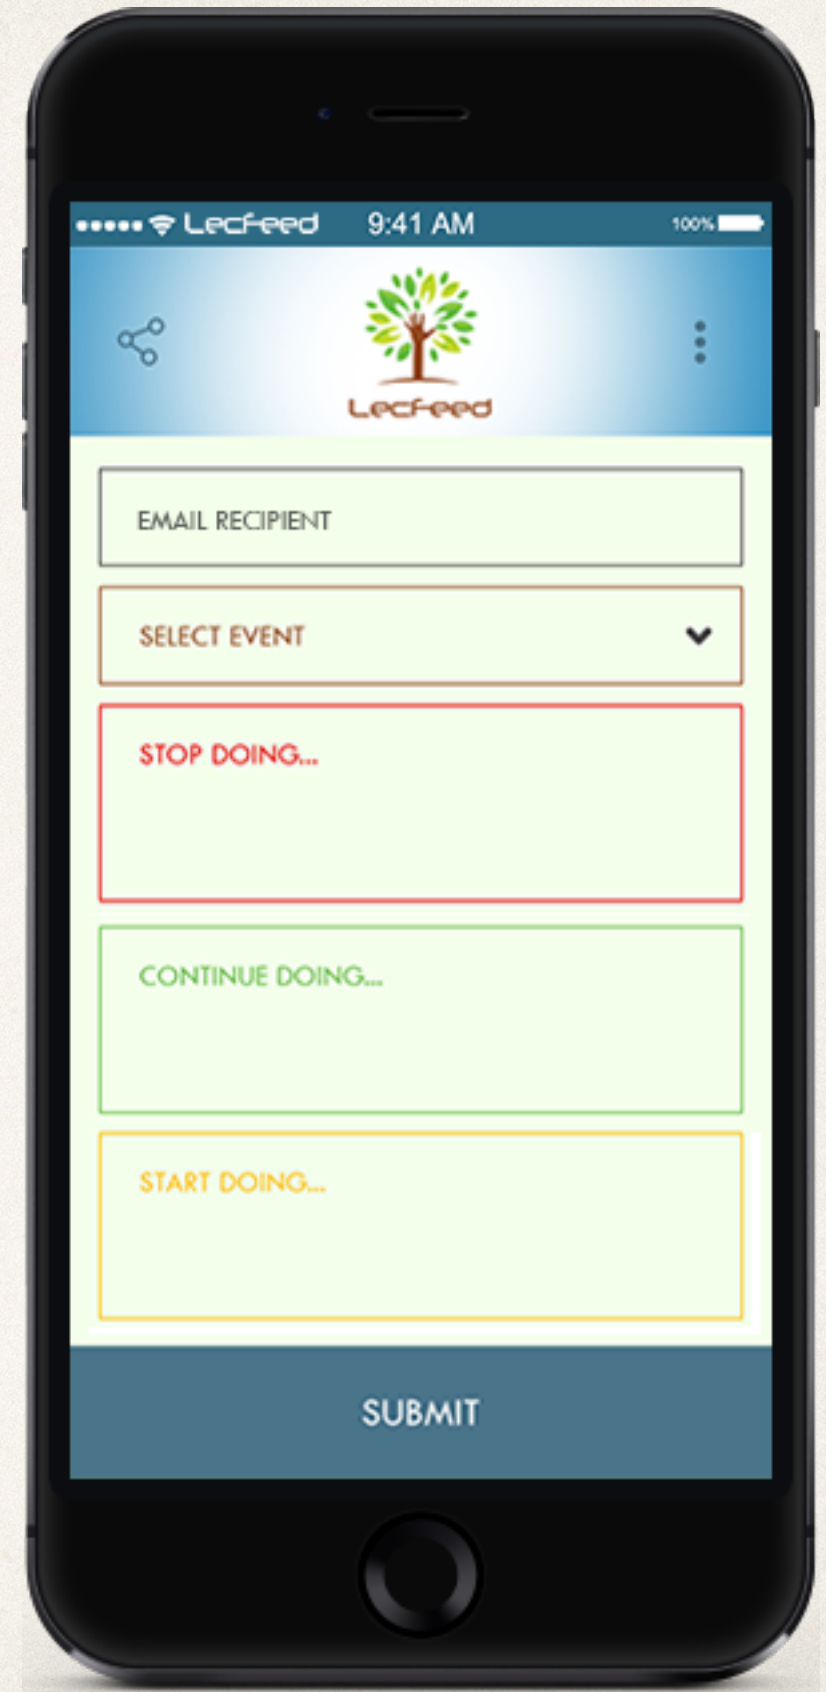 LecFeed 9:41 AM 100%
LecFeed
EMAIL RECIPIENT
SELECT EVENT
STOP DOING...
CONTINUE DOING...
START DOING...
SUBMIT